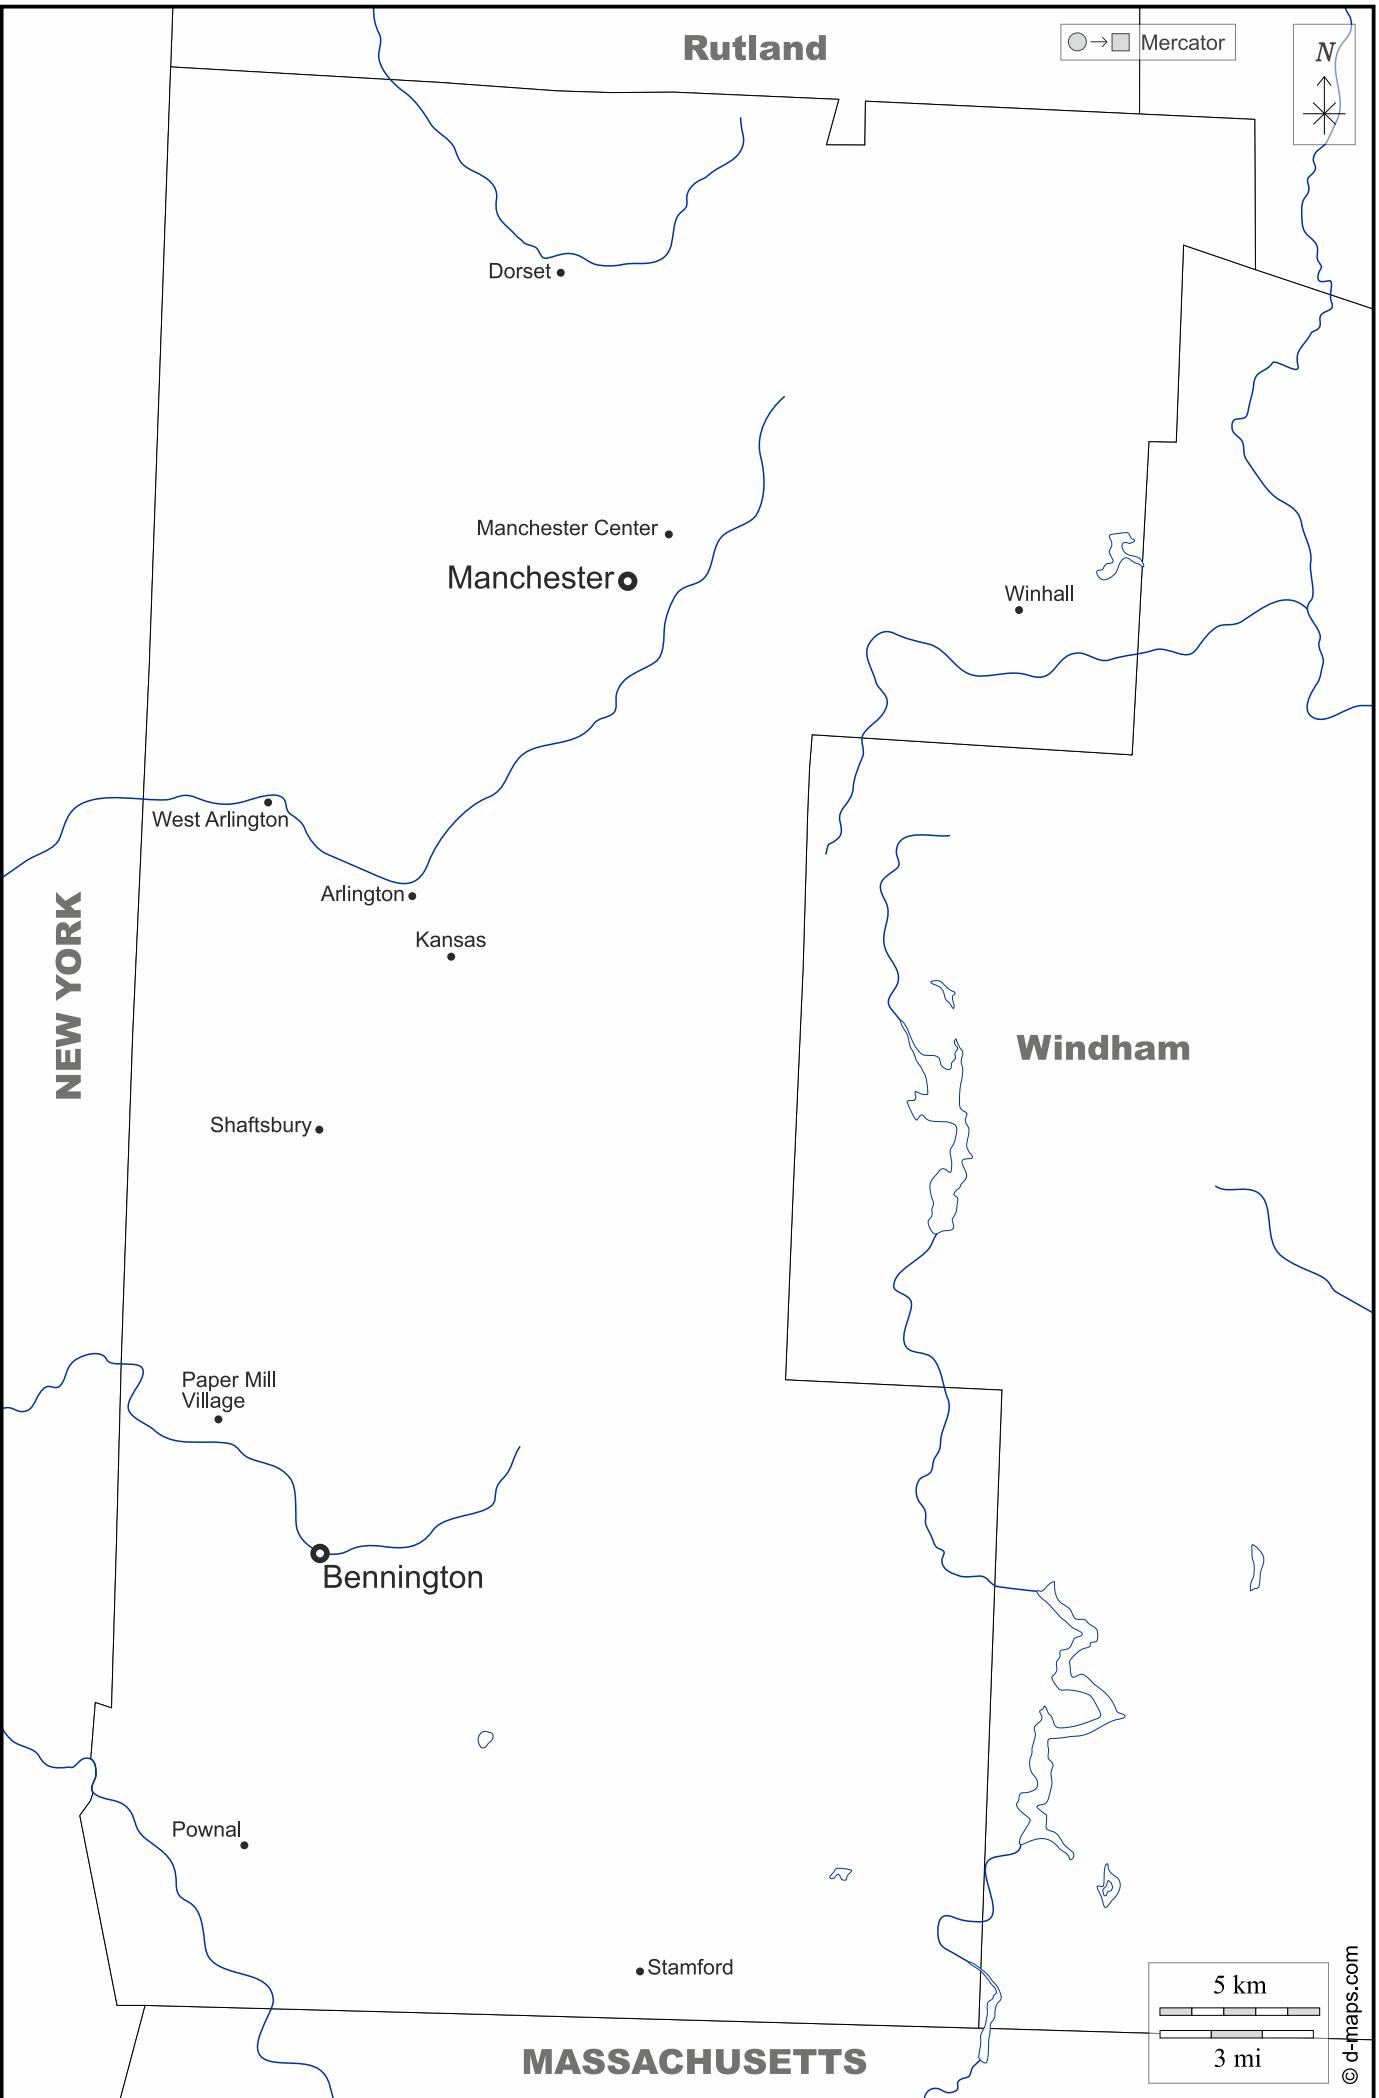 Rutland
Mercator
N
Dorset
Manchester Center
Manchester
Winhall
West Arlington
Arlington
Kansas
NEW YORK
Windham
Shaftsbury
Paper Mill
Village
Bennington
Pownal
Stamford
5 km
3 mi
MASSACHUSETTS
© d-maps.com